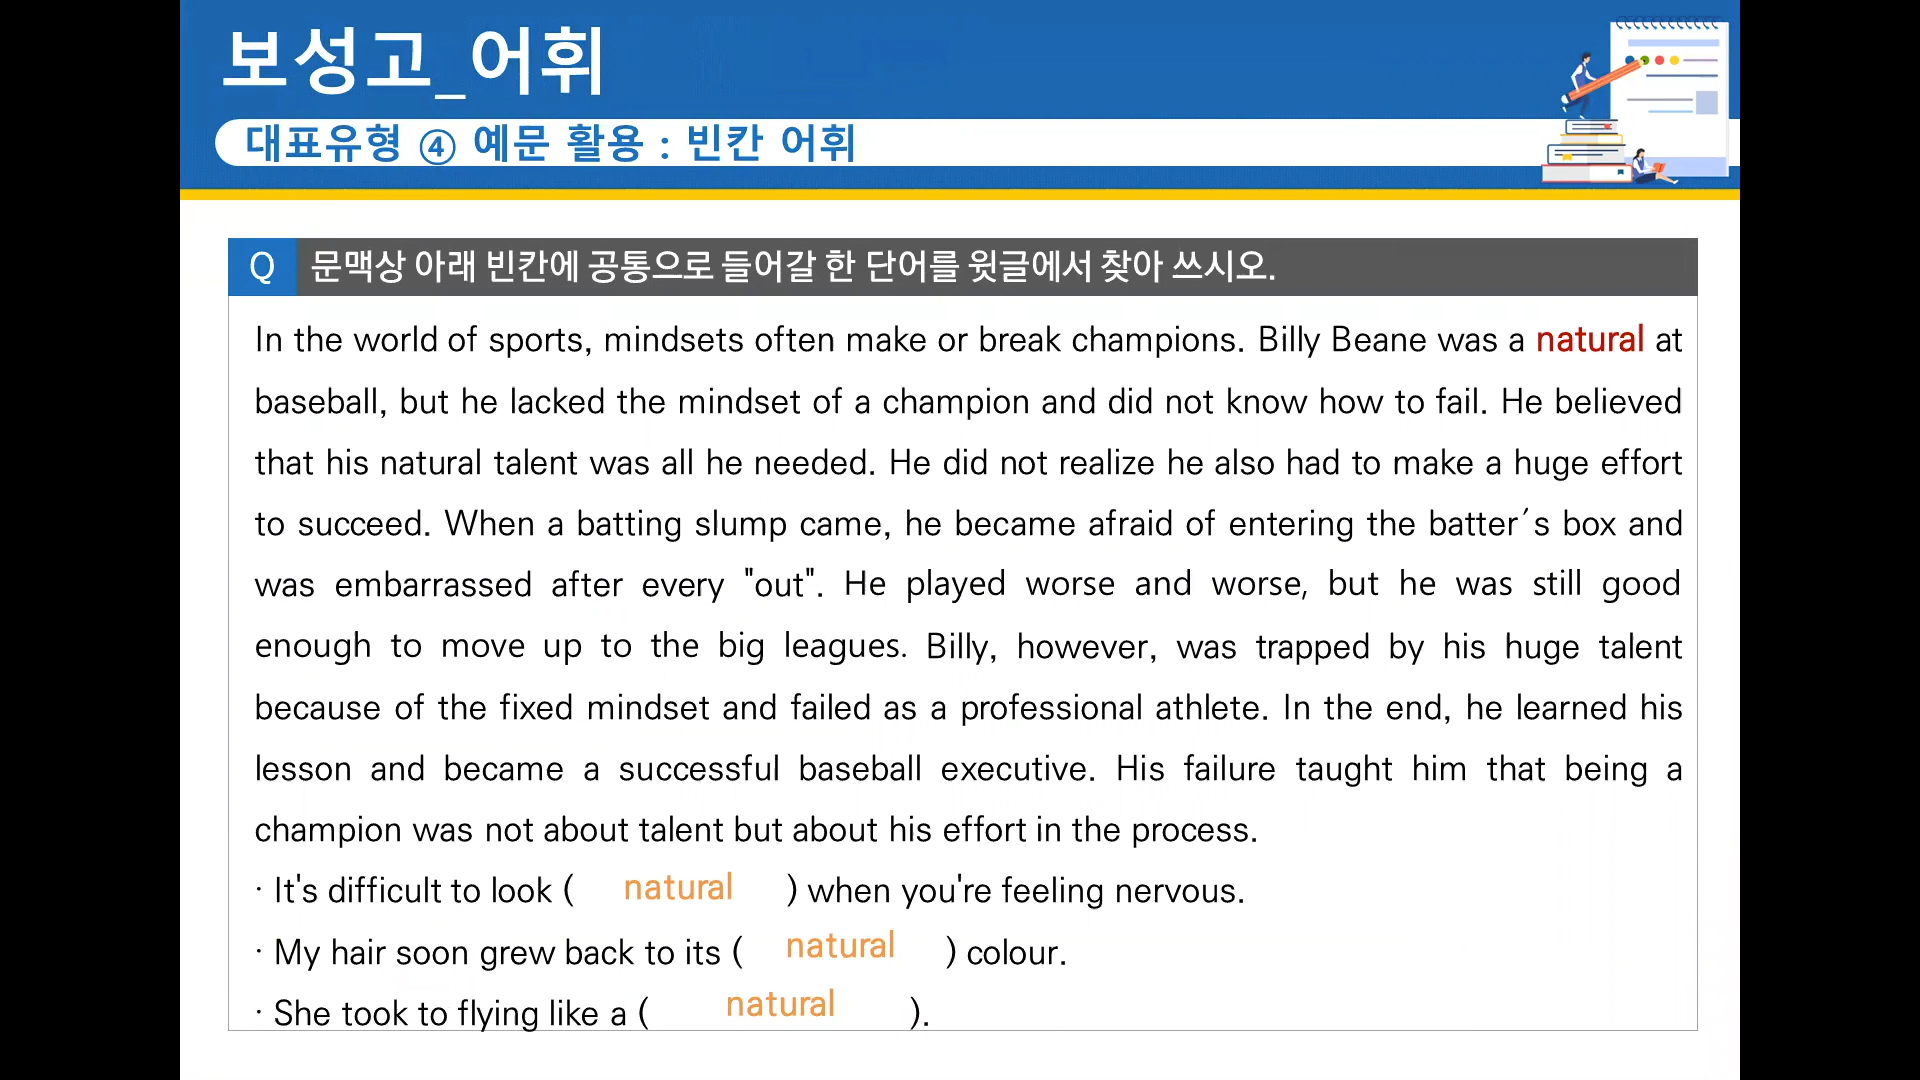 보성고_어휘
대표유형 ④ 예문 활용 : 빈칸 어휘
Q 문맥상 아래 빈칸에 공통으로 들어갈 한 단어를 윗글에서 찾아 쓰시오.
In the world of sports, mindsets often make or break champions. Billy Beane was a natural at
baseball, but he lacked the mindset of a champion and did not know how to fail. He believed
that his natural talent was all he needed. He did not realize he also had to make a huge effort
to succeed. When a batting slump came, he became afraid of entering the batter´s box and
was embarrassed after every "out". He played worse and worse, but he was still good
enough to move up to the big leagues. Billy, however, was trapped by his huge talent
because of the fixed mindset and failed as a professional athlete. In the end, he learned his
lesson and became a successful baseball executive. His failure taught him that being a
champion was not about talent but about his effort in the process.
· It's difficult to look ( natural ) when you're feeling nervous.
· My hair soon grew back to its ( natural ) colour.
· She took to flying like a ( natural ).